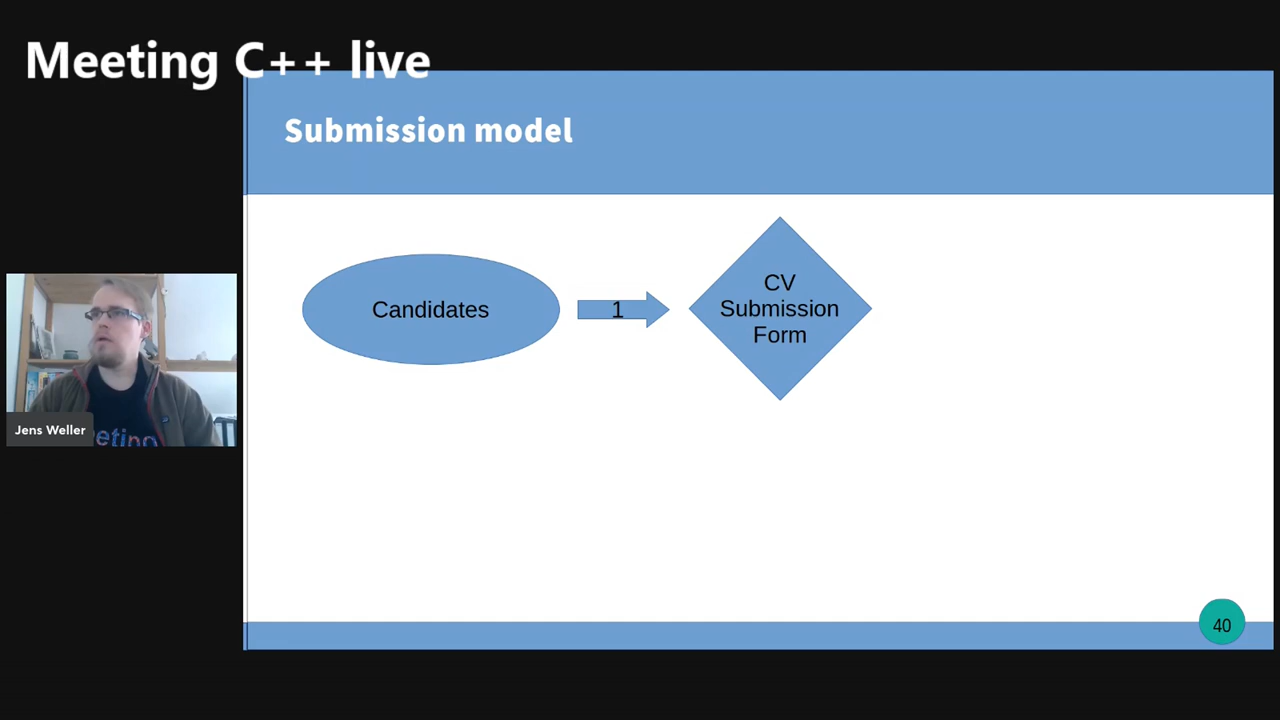 Meeting C++ live
Submission model
Candidates
1
CV
Submission
Form
Jens Weller
40